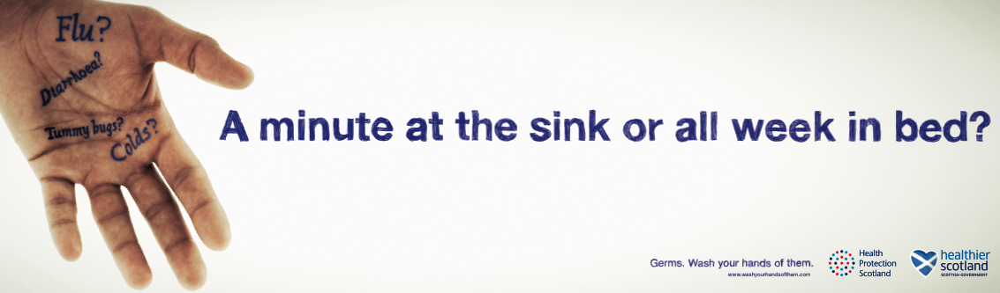 Flu?
Diarrhoea?
Tummy bugs?
Colds?
A minute at the sink or all week in bed?
Germs. Wash your hands of them.
www.washyourhandsofthem.com
Health
Protection
Scotland
healthier
scotland
SCOTTISH GOVERNMENT